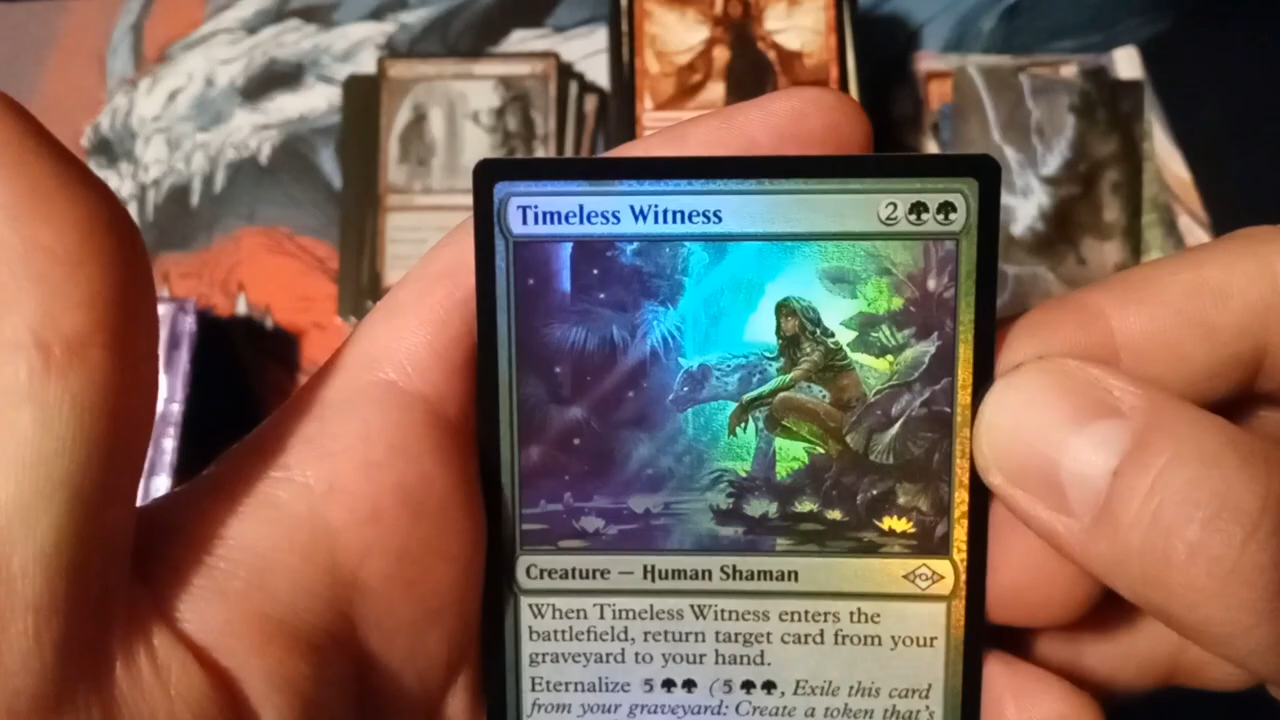 Timeless Witness 2
Creature — Human Shaman
When Timeless Witness enters the
battlefield, return target card from your
graveyard to your hand.
Eternalize 5 (5, Exile this card
from your graveyard: Create a token that's